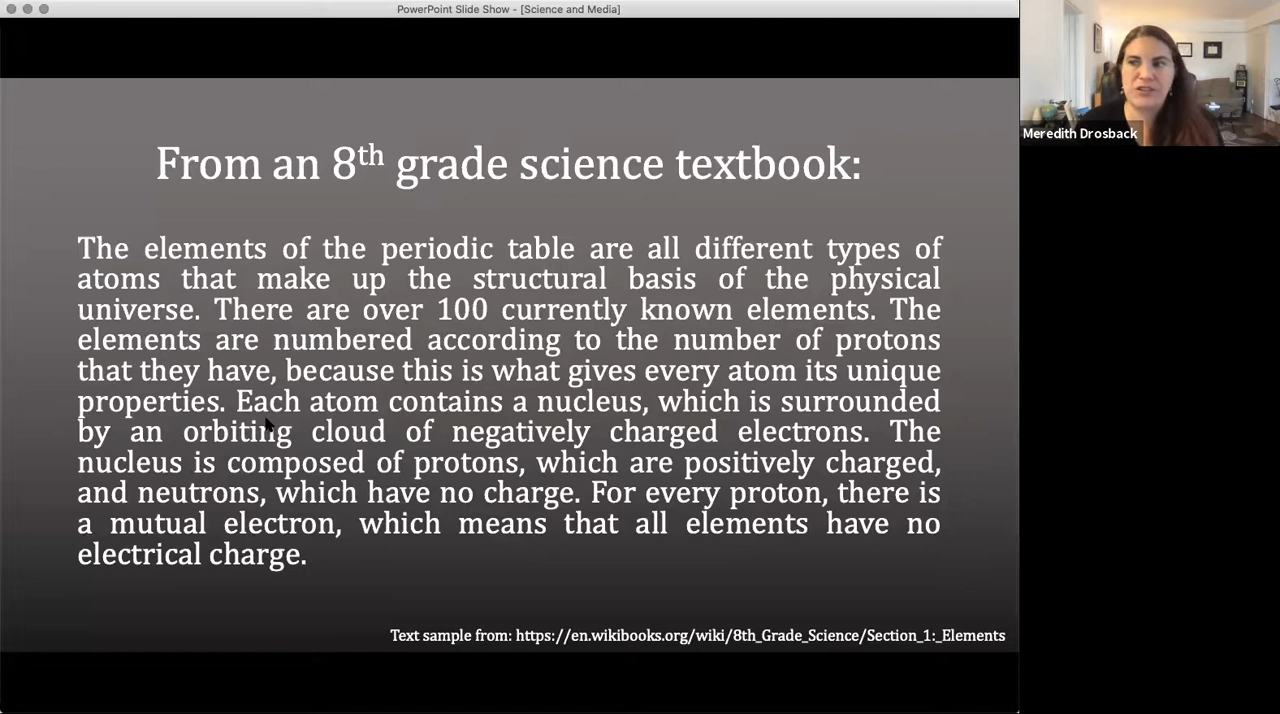 PowerPoint Slide Show - [Science and Media]
From an 8th grade science textbook:
The elements of the periodic table are all different types of
atoms that make up the structural basis of the physical
universe. There are over 100 currently known elements. The
elements are numbered according to the number of protons
that they have, because this is what gives every atom its unique
properties. Each atom contains a nucleus, which is surrounded
by an orbiting cloud of negatively charged electrons. The
nucleus is composed of protons, which are positively charged,
and neutrons, which have no charge. For every proton, there is
a mutual electron, which means that all elements have no
electrical charge.
Text sample from: https://en.wikibooks.org/wiki/8th_Grade_Science/Section_1:_Elements
Meredith Drosback